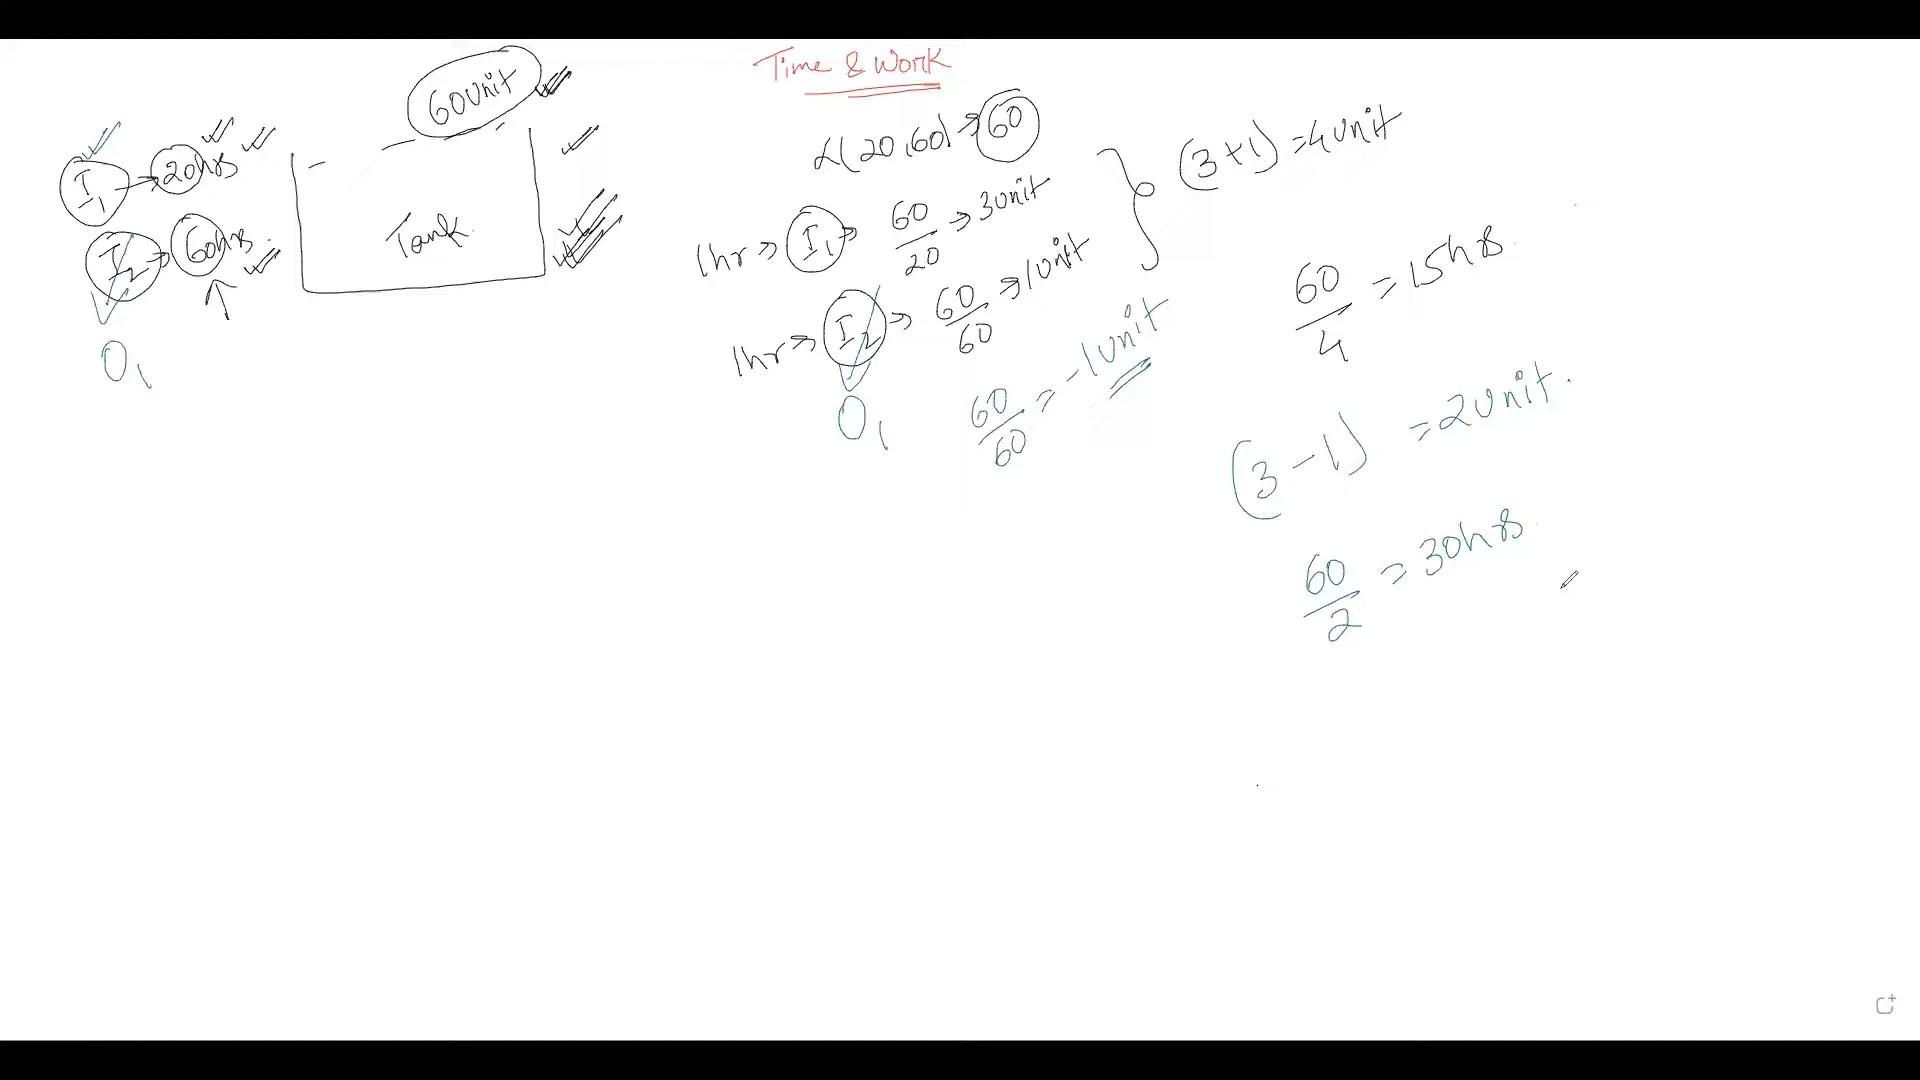 Time & Work
60Unit
I1 → 20hrs
I2 → 60hrs
O1
Tank
L(20,60) → 60
1hr → I1 → 60/20 → 3Unit
1hr → I2 → 60/60 → 1Unit
O1
60/60 = -1Unit
(3+1) = 4Unit
60/4 = 15hrs
(3-1) = 2Unit.
60/2 = 30hrs